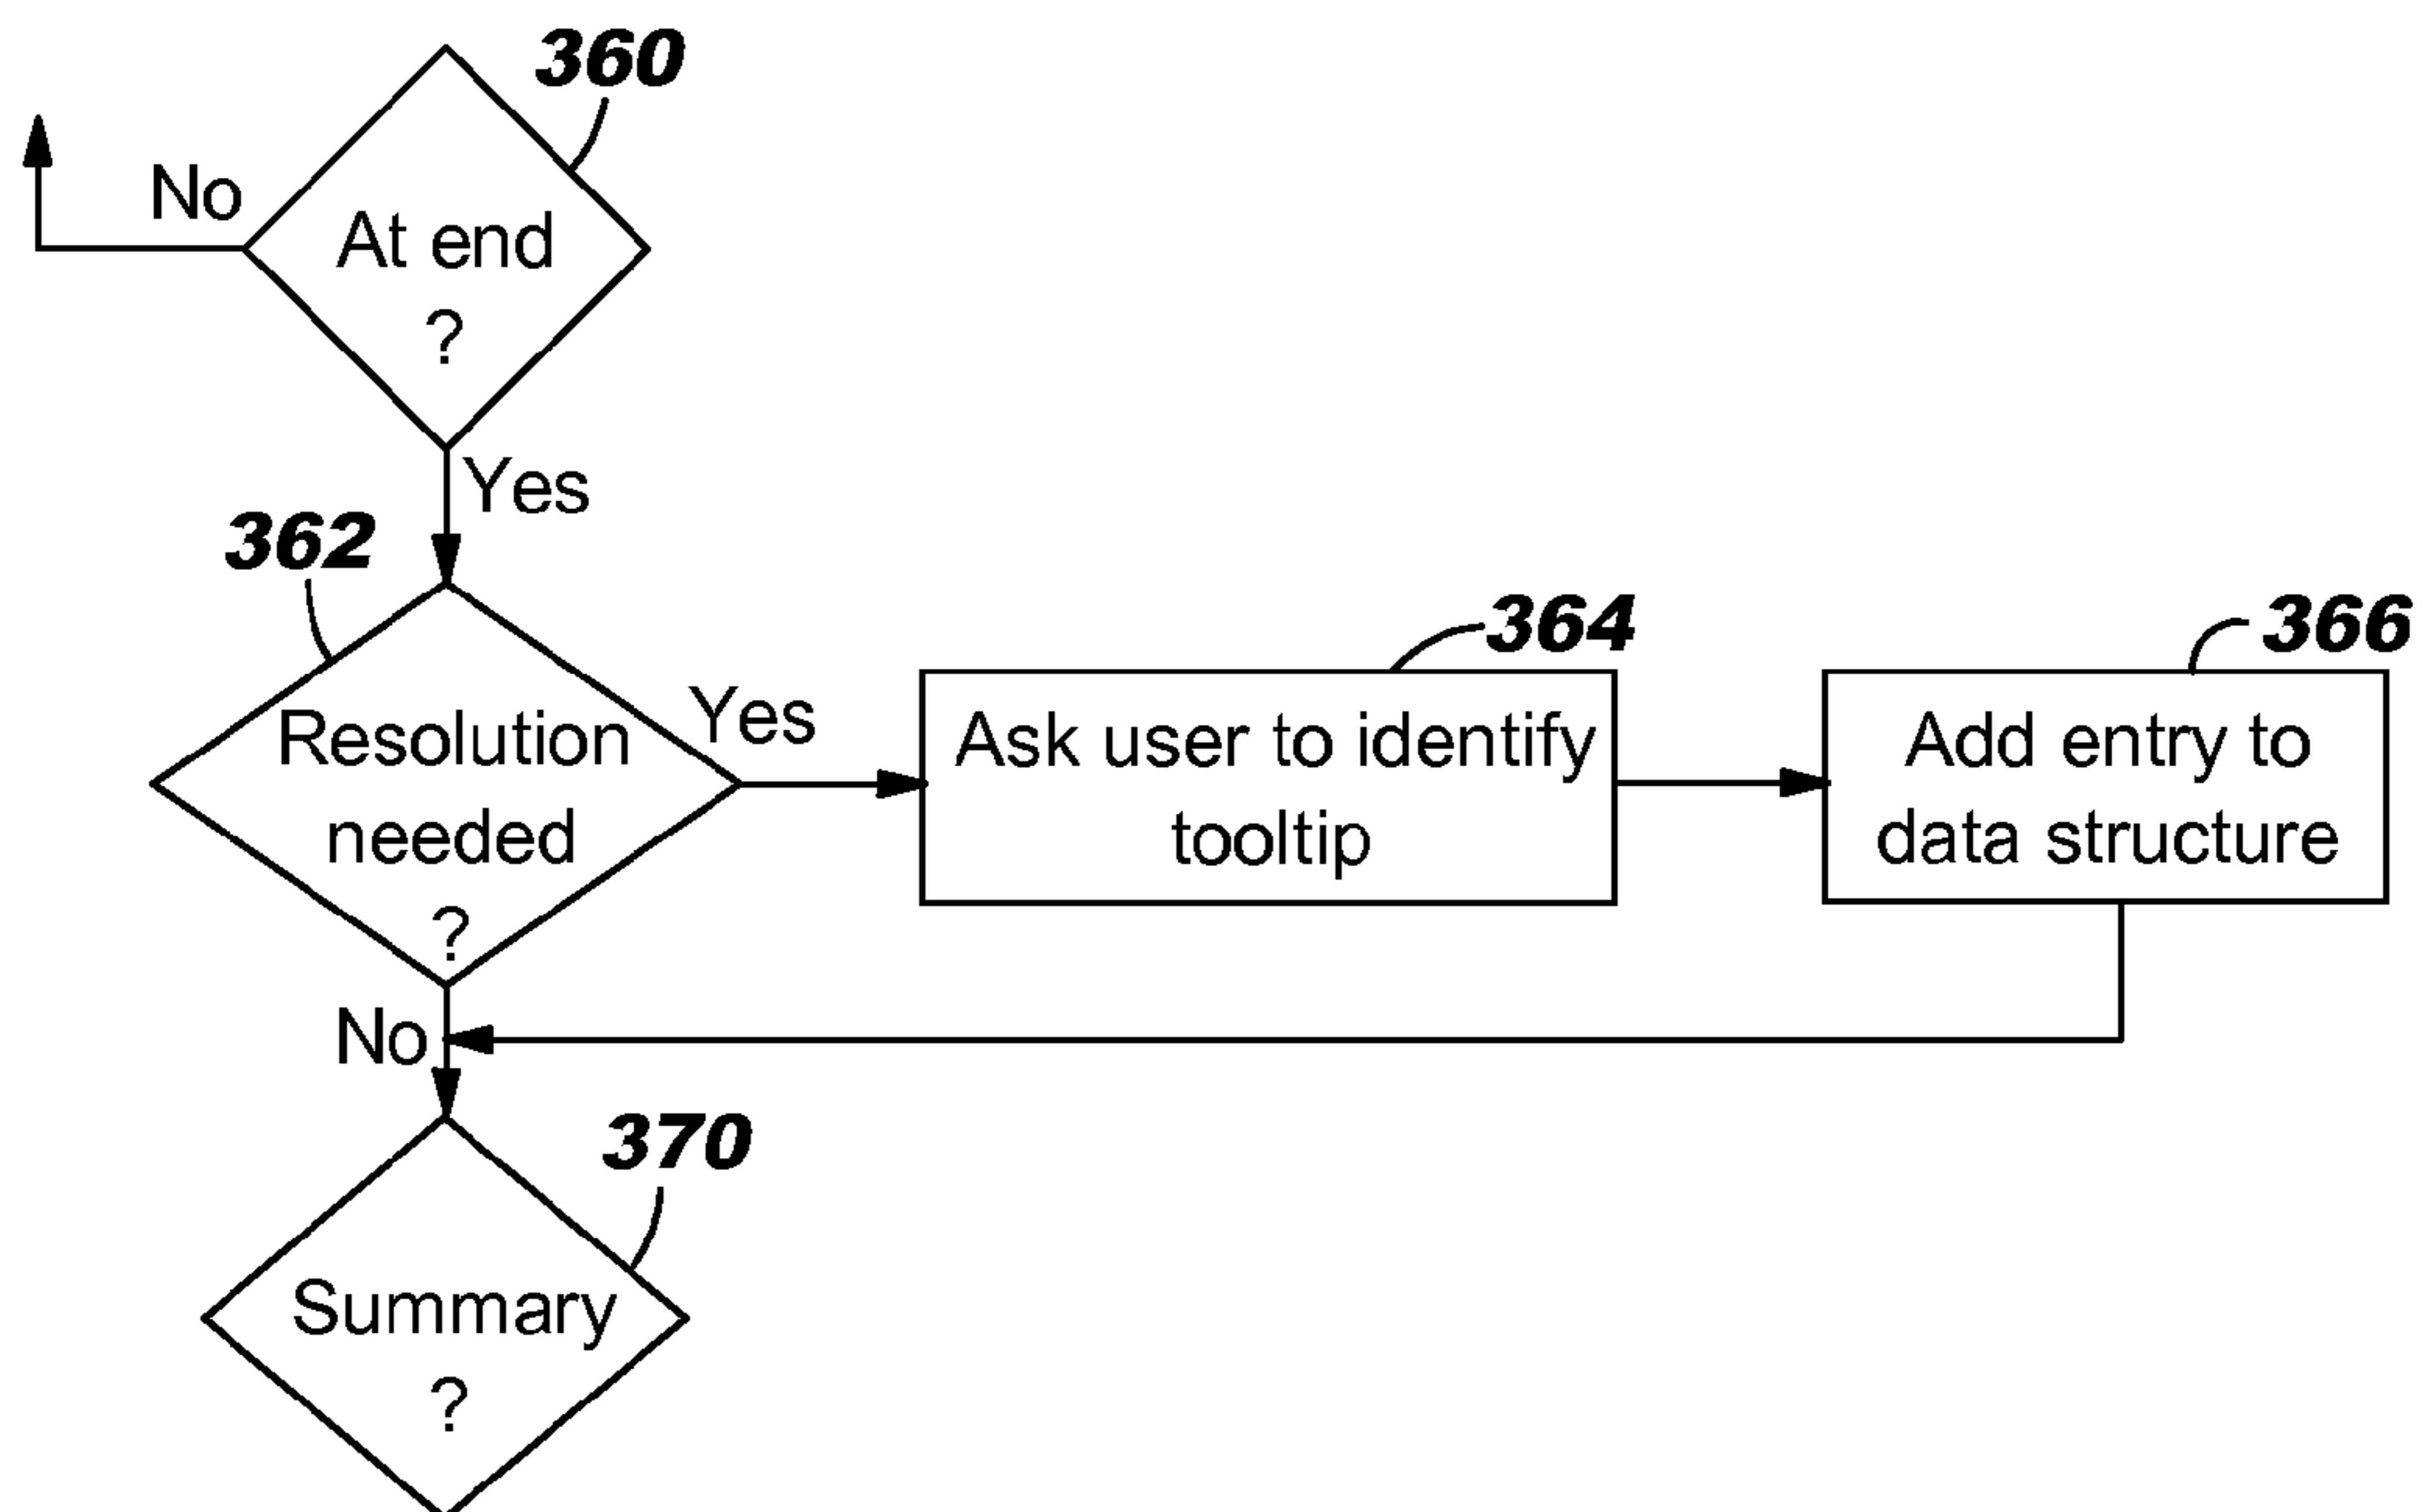 360
No
At end
?
Yes
362
Resolution
needed
?
Yes
364
Ask user to identify
tooltip
366
Add entry to
data structure
No
370
Summary
?